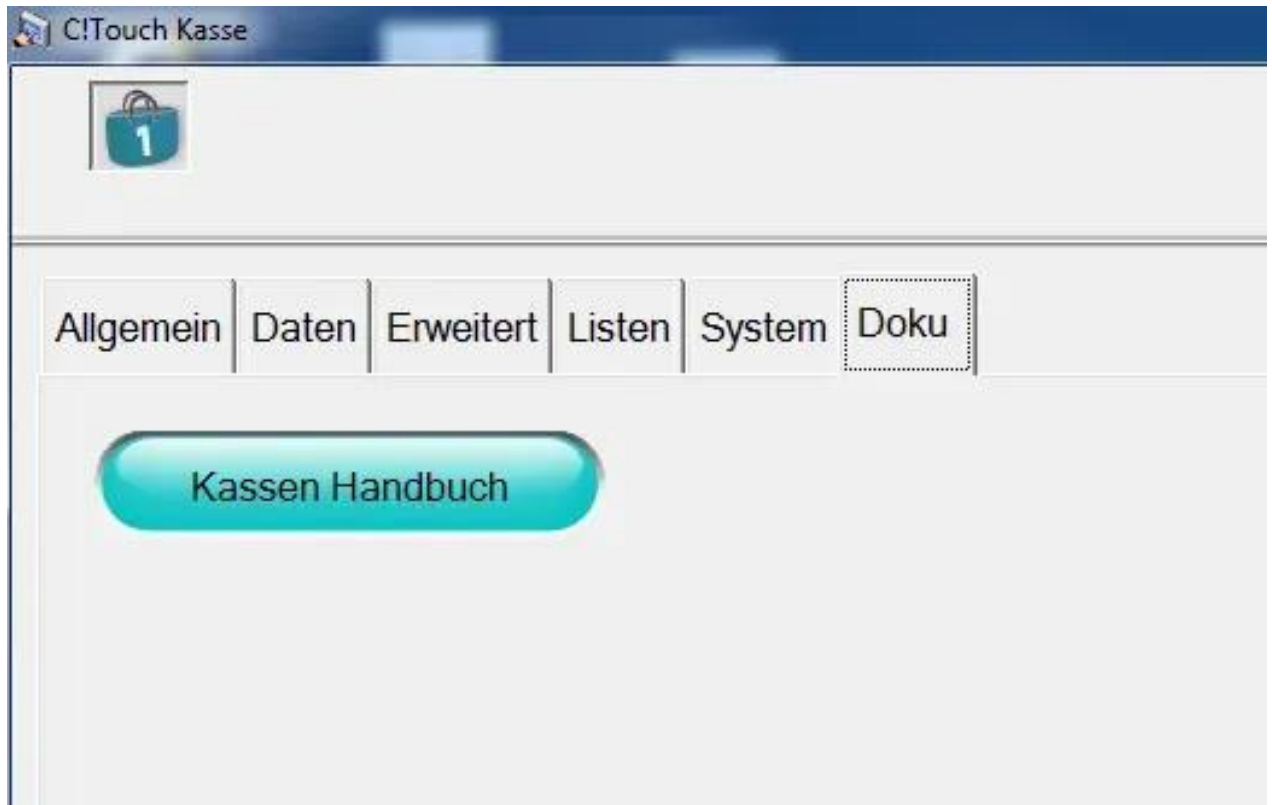 C!Touch Kasse
1
Allgemein Daten Erweitert Listen System Doku
Kassen Handbuch